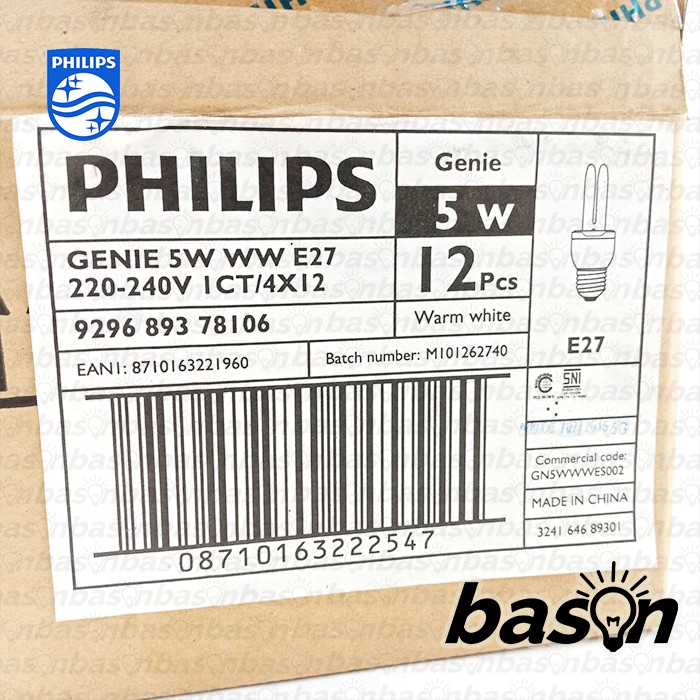 PHILIPS
PHILIPS
GENIE 5W WW E27
220-240V 1CT/4X12
9296 893 78106
EAN1: 8710163221960
Batch number: M101262740
08710163222547
Genie
5 W
12 Pcs
Warm white
E27
SNI
Commercial code:
GN5WWWES002
MADE IN CHINA
3241 646 89301
bason